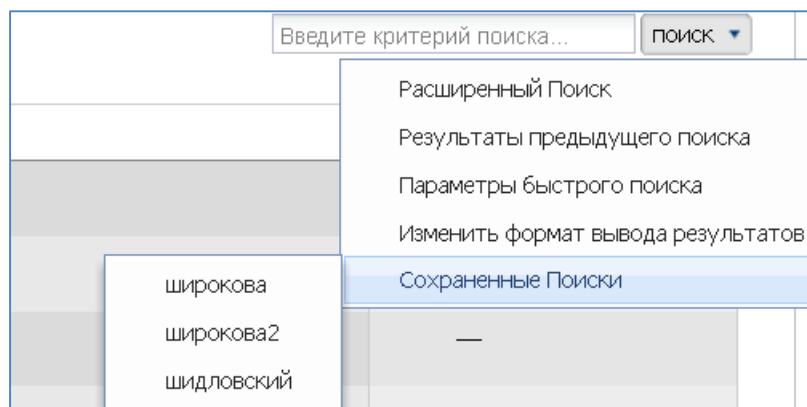 Введите критерий поиска...
поиск
Расширенный Поиск
Результаты предыдущего поиска
Параметры быстрого поиска
Изменить формат вывода результатов
Сохраненные Поиски
широкова
широкова2
—
шидловский